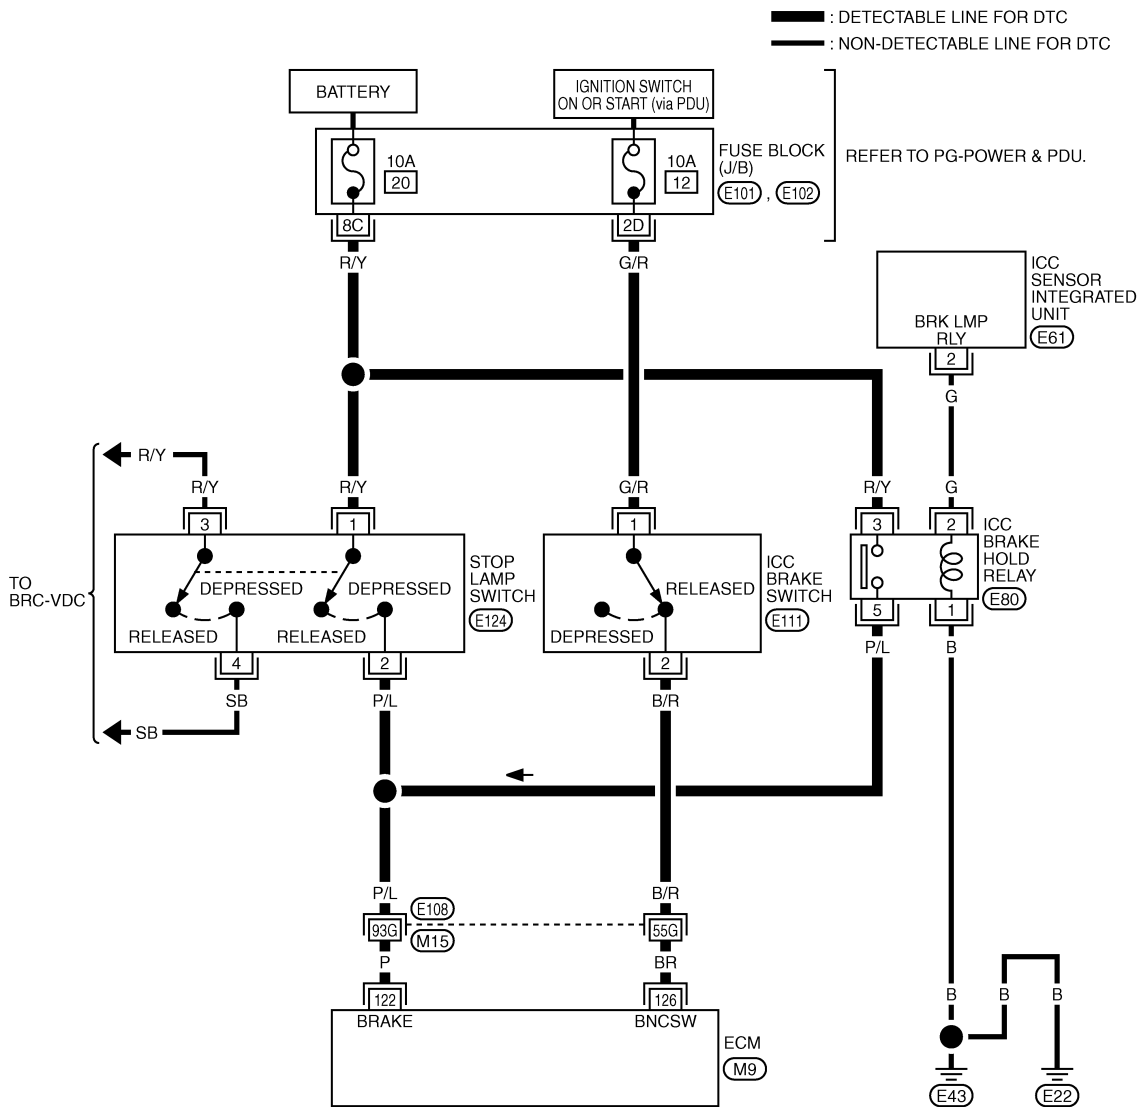 : DETECTABLE LINE FOR DTC
: NON-DETECTABLE LINE FOR DTC
BATTERY
IGNITION SWITCH
ON OR START (via PDU)
10A
20
10A
12
FUSE BLOCK
(J/B)
E101 , E102
REFER TO PG-POWER & PDU.
8C
2D
R/Y
G/R
ICC
SENSOR
INTEGRATED
UNIT
E61
BRK LMP
RLY
2
G
R/Y
R/Y
R/Y
G/R
R/Y
G
3
1
1
3
2
TO
BRC-VDC
DEPRESSED
DEPRESSED
RELEASED
RELEASED
STOP
LAMP
SWITCH
E124
RELEASED
DEPRESSED
ICC
BRAKE
SWITCH
E111
ICC
BRAKE
HOLD
RELAY
E80
4
2
2
5
1
SB
P/L
B/R
P/L
B
SB
P/L
B/R
E108
93G
M15
55G
P
BR
122
126
BRAKE
BNCSW
ECM
M9
B
B
B
E43
E22